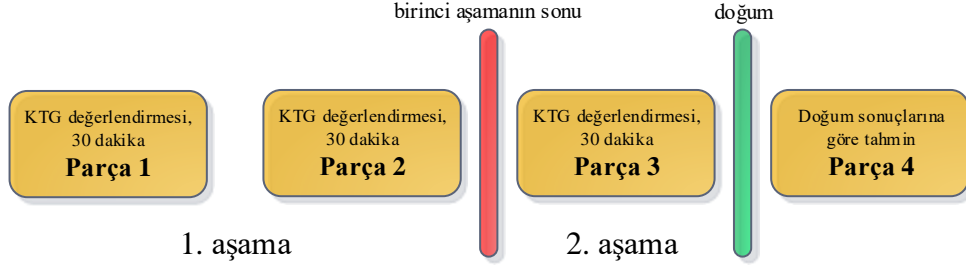 birinci aşamanın sonu
doğum
KTG değerlendirmesi,
30 dakika
Parça 1
KTG değerlendirmesi,
30 dakika
Parça 2
KTG değerlendirmesi,
30 dakika
Parça 3
Doğum sonuçlarına
göre tahmin
Parça 4
1. aşama
2. aşama